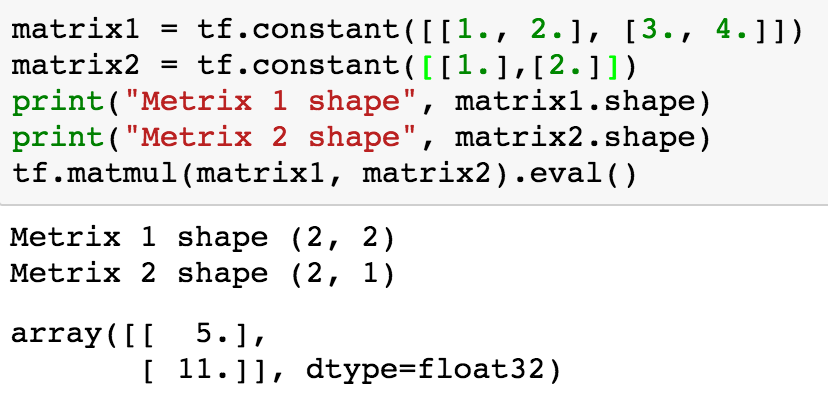 matrix1 = tf.constant([[1., 2.], [3., 4.]])
matrix2 = tf.constant([[1.],[2.]])
print("Metrix 1 shape", matrix1.shape)
print("Metrix 2 shape", matrix2.shape)
tf.matmul(matrix1, matrix2).eval()
Metrix 1 shape (2, 2)
Metrix 2 shape (2, 1)
array([[  5.],
       [ 11.]], dtype=float32)